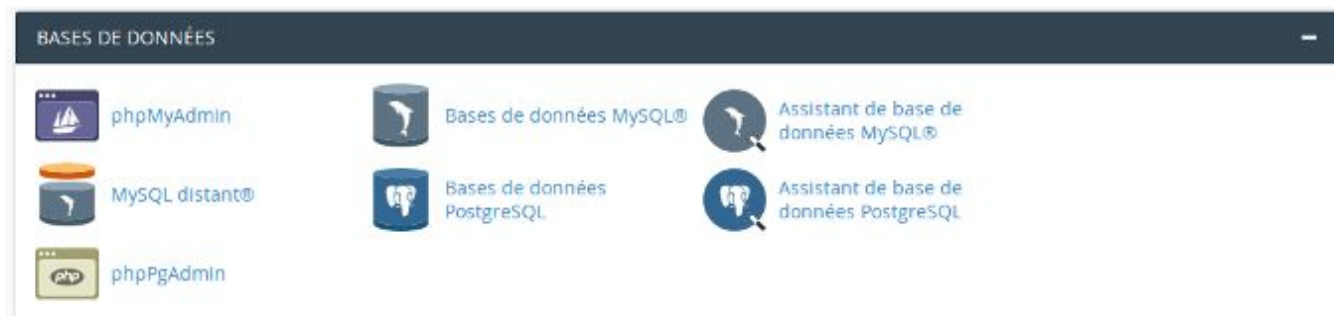 BASES DE DONNÉES
phpMyAdmin
Bases de données MySQL®
Assistant de base de
données MySQL®
MySQL distant®
Bases de données
PostgreSQL
Assistant de base de
données PostgreSQL
php
phpPgAdmin